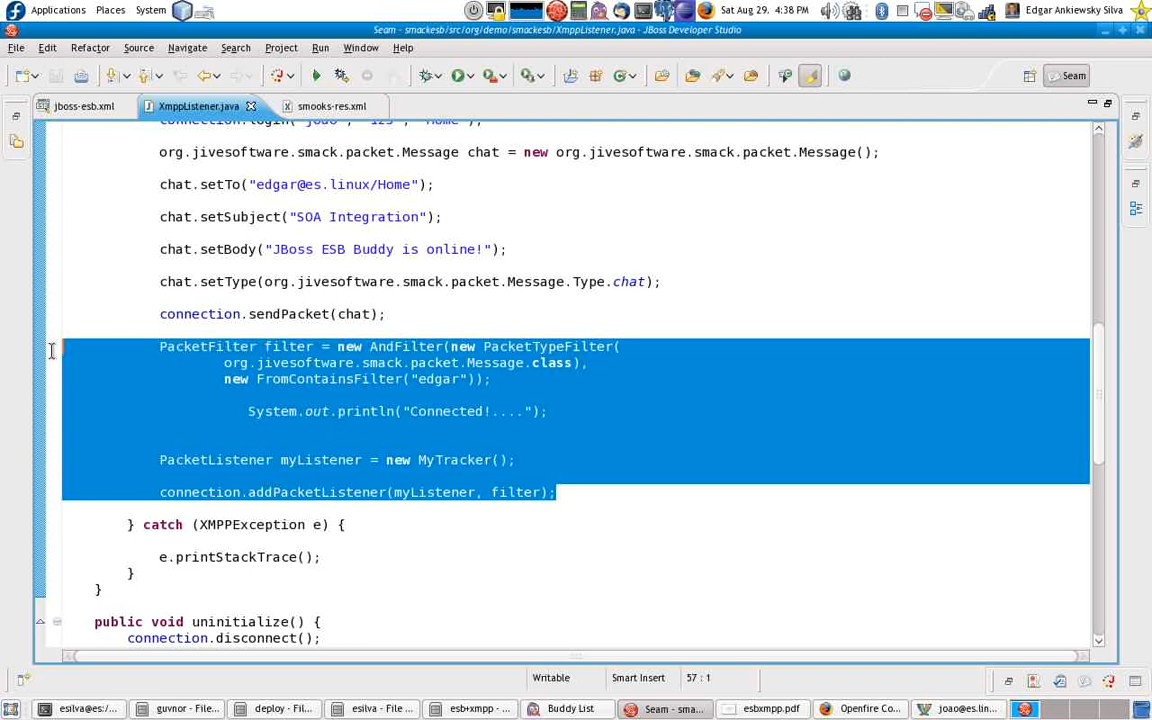 Applications Places System Sat Aug 29. 4:38 PM Edgar Ankiewsky Silva
Seam - smackesb/src/org/demo/smackesb/XmppListener.java - JBoss Developer Studio
File Edit Refactor Source Navigate Search Project Run Window Help
Seam
jboss-esb.xml XmppListener.java smooks-res.xml
connection.login("joao", "123", "Home");
org.jivesoftware.smack.packet.Message chat = new org.jivesoftware.smack.packet.Message();
chat.setTo("edgar@es.linux/Home");
chat.setSubject("SOA Integration");
chat.setBody("JBoss ESB Buddy is online!");
chat.setType(org.jivesoftware.smack.packet.Message.Type.chat);
connection.sendPacket(chat);
PacketFilter filter = new AndFilter(new PacketTypeFilter(
org.jivesoftware.smack.packet.Message.class),
new FromContainsFilter("edgar"));
System.out.println("Connected!....");
PacketListener myListener = new MyTracker();
connection.addPacketListener(myListener, filter);
} catch (XMPPException e) {
e.printStackTrace();
}
}
public void uninitialize() {
connection.disconnect();
Writable Smart Insert 57 : 1
esilva@es:/... guvnor - File... deploy - Fil... esilva - File ... esb+xmpp - ... Buddy List Seam - sma... esbxmpp.pdf Openfire Co... joao@es.lin...